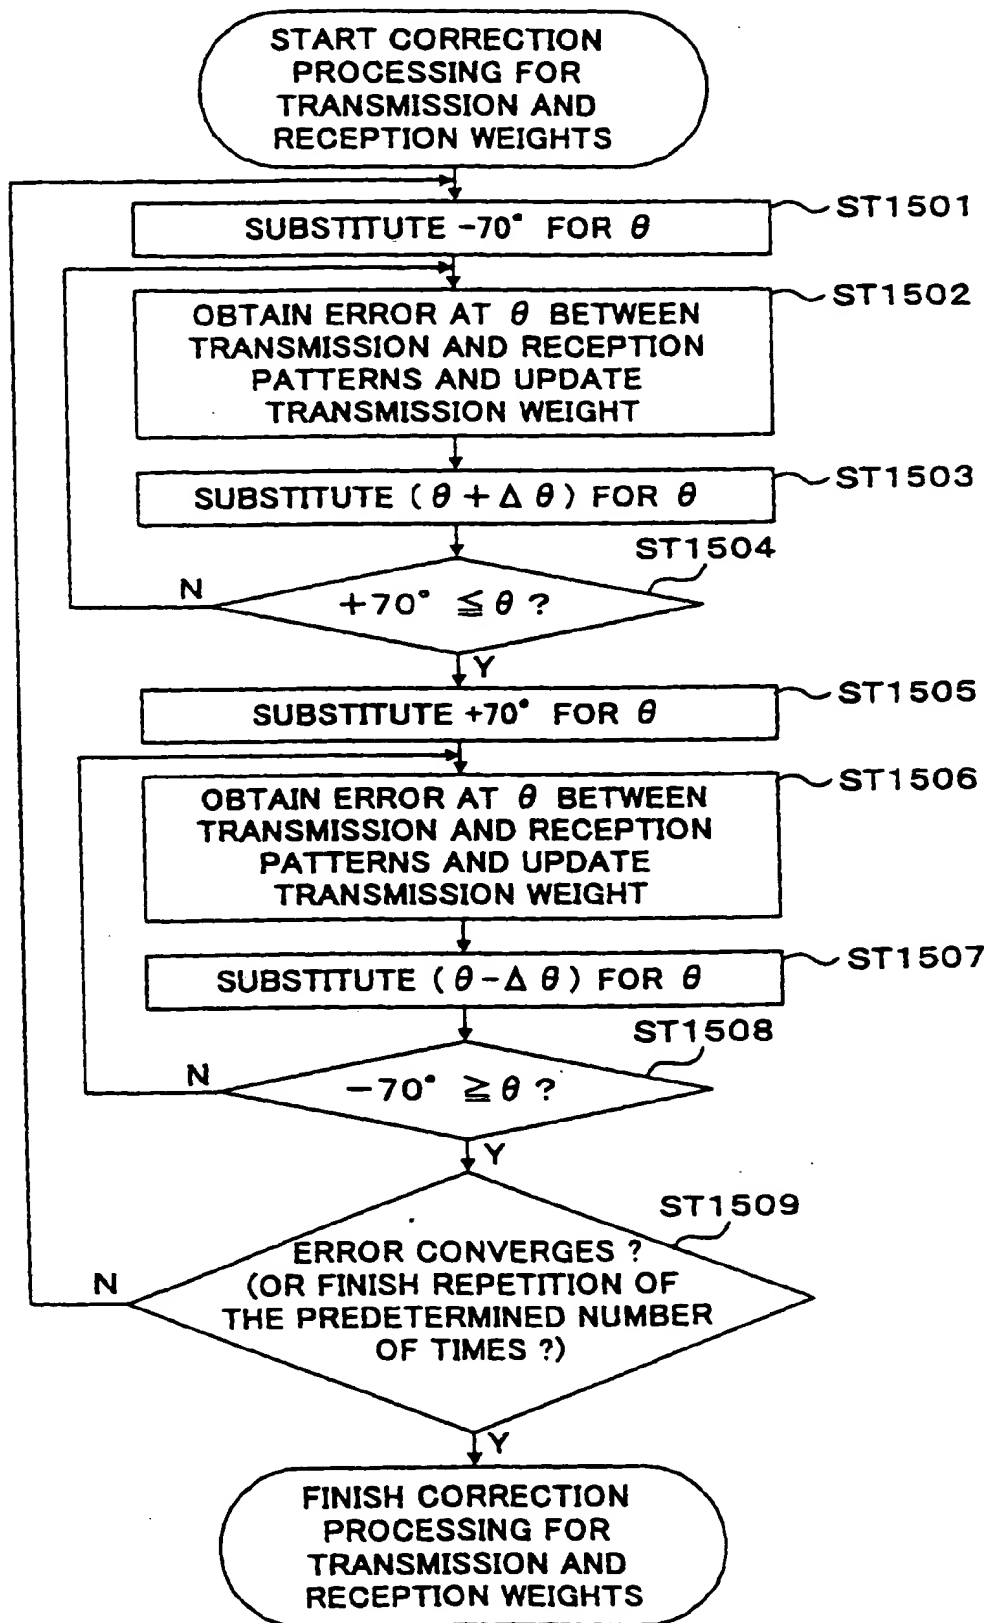 START CORRECTION
PROCESSING FOR
TRANSMISSION AND
RECEPTION WEIGHTS
SUBSTITUTE -70° FOR θ
ST1501
OBTAIN ERROR AT θ BETWEEN
TRANSMISSION AND RECEPTION
PATTERNS AND UPDATE
TRANSMISSION WEIGHT
ST1502
SUBSTITUTE (θ + Δ θ) FOR θ
ST1503
ST1504
+70° ≦ θ ?
N
Y
SUBSTITUTE +70° FOR θ
ST1505
OBTAIN ERROR AT θ BETWEEN
TRANSMISSION AND RECEPTION
PATTERNS AND UPDATE
TRANSMISSION WEIGHT
ST1506
SUBSTITUTE (θ - Δ θ) FOR θ
ST1507
ST1508
-70° ≧ θ ?
N
Y
ST1509
ERROR CONVERGES ?
(OR FINISH REPETITION OF
THE PREDETERMINED NUMBER
OF TIMES ?)
N
Y
FINISH CORRECTION
PROCESSING FOR
TRANSMISSION AND
RECEPTION WEIGHTS